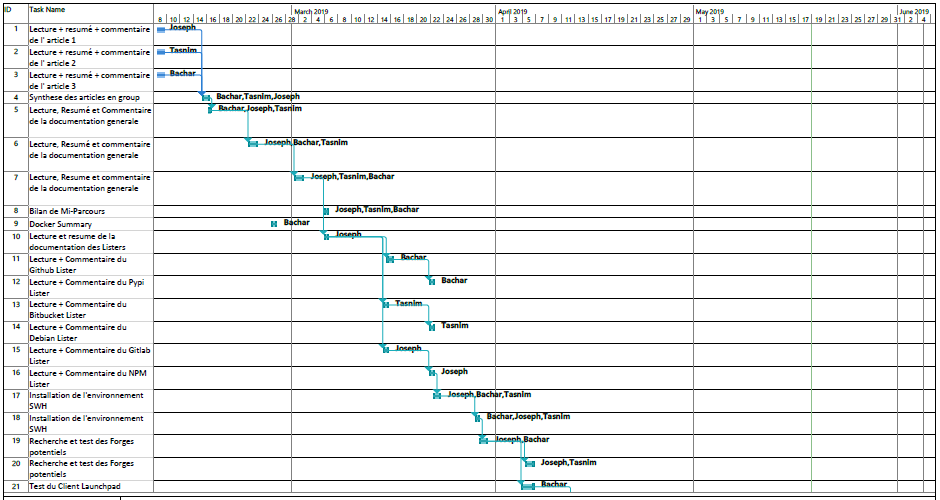 ID Task Name March 2019 April 2019 May 2019 June 2019
8 10 12 14 16 18 20 22 24 26 28 2 4 6 8 10 12 14 16 18 20 22 24 26 28 30 1 3 5 7 9 11 13 15 17 19 21 23 25 27 29 1 3 5 7 9 11 13 15 17 19 21 23 25 27 29 31 2 4
1 Lecture + resumé + commentaire Joseph
de l' article 1
2 Lecture + resumé + commentaire Tasnim
de l' article 2
3 Lecture + resumé + commentaire Bachar
de l' article 3
4 Synthese des articles en group Bachar,Tasnim,Joseph
5 Lecture, Resumé et Commentaire Bachar,Joseph,Tasnim
de la documentation generale
6 Lecture, Resumé et commentaire Joseph,Bachar,Tasnim
de la documentation generale
7 Lecture, Resume et commentaire Joseph,Tasnim,Bachar
de la documentation generale
8 Bilan de Mi-Parcours Joseph,Tasnim,Bachar
9 Docker Summary Bachar
10 Lecture et resume de la Joseph
documentation des Listers
11 Lecture + Commentaire du Bachar
Github Lister
12 Lecture + Commentaire du Pypi Bachar
Lister
13 Lecture + Commentaire du Tasnim
Bitbucket Lister
14 Lecture + Commentaire du Tasnim
Debian Lister
15 Lecture + Commentaire du Gitlab Joseph
Lister
16 Lecture + Commentaire du NPM Joseph
Lister
17 Installation de l'environnement Joseph,Bachar,Tasnim
SWH
18 Installation de l'environnement Bachar,Joseph,Tasnim
SWH
19 Recherche et test des Forges Joseph,Bachar
potentiels
20 Recherche et test des Forges Joseph,Tasnim
potentiels
21 Test du Client Launchpad Bachar